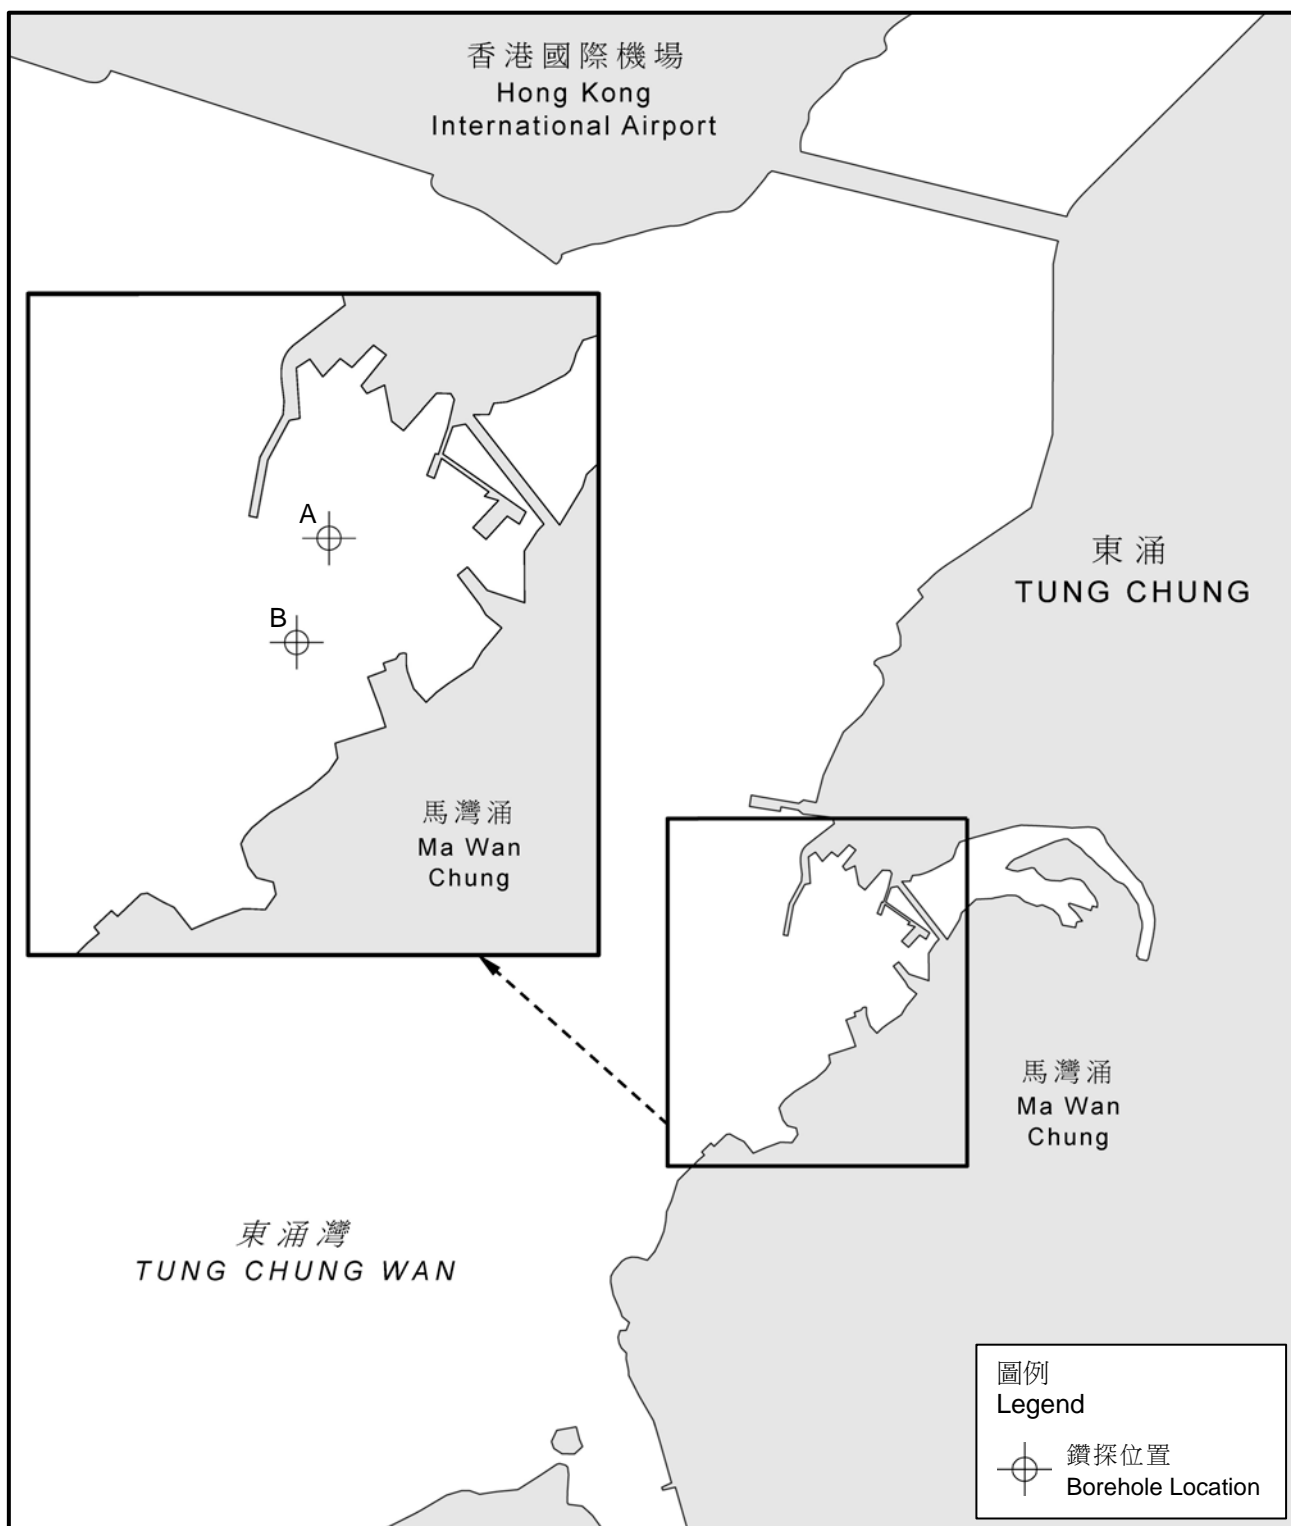 香港國際機場
Hong Kong
International Airport
A
B
東涌
TUNG CHUNG
馬灣涌
Ma Wan
Chung
馬灣涌
Ma Wan
Chung
東涌灣
TUNG CHUNG WAN
圖例
Legend
鑽探位置
Borehole Location